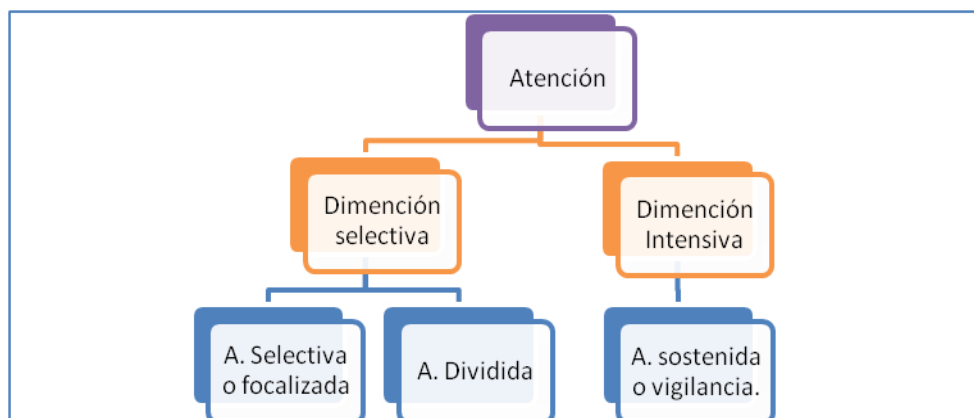 Atención
Dimención
selectiva
Dimención
Intensiva
A. Selectiva
o focalizada
A. Dividida
A. sostenida
o vigilancia.